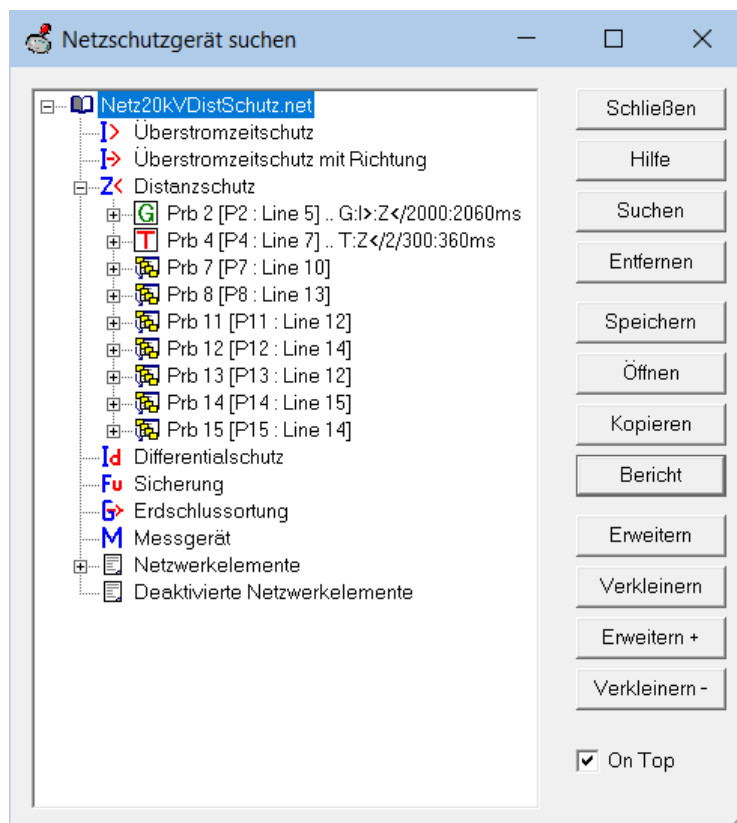 Netzschutzgerät suchen
Netz20kVDistSchutz.net
I> Überstromzeitschutz
I-> Überstromzeitschutz mit Richtung
Z< Distanzschutz
G Prb 2 [P2 : Line 5] .. G:I>:Z</2000:2060ms
T Prb 4 [P4 : Line 7] .. T:Z</2/300:360ms
Prb 7 [P7 : Line 10]
Prb 8 [P8 : Line 13]
Prb 11 [P11 : Line 12]
Prb 12 [P12 : Line 14]
Prb 13 [P13 : Line 12]
Prb 14 [P14 : Line 15]
Prb 15 [P15 : Line 14]
Id Differentialschutz
Fu Sicherung
G> Erdschlussortung
M Messgerät
Netzwerkelemente
Deaktivierte Netzwerkelemente
Schließen
Hilfe
Suchen
Entfernen
Speichern
Öffnen
Kopieren
Bericht
Erweitern
Verkleinern
Erweitern +
Verkleinern -
On Top